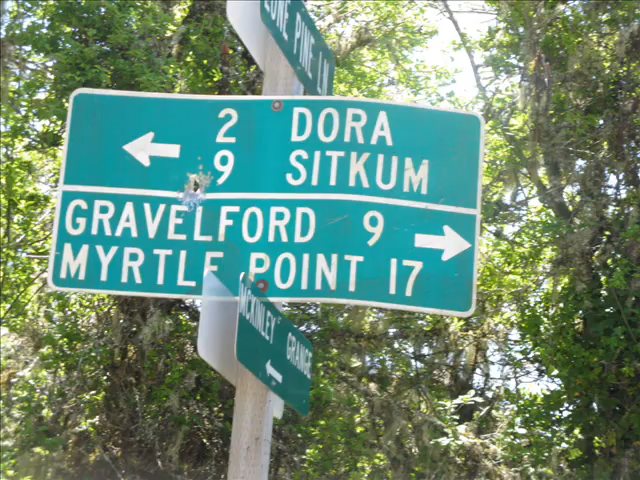 LONE PINE LN
2 DORA
9 SITKUM
GRAVELFORD 9
MYRTLE POINT 17
MCKINLEY GRANGE